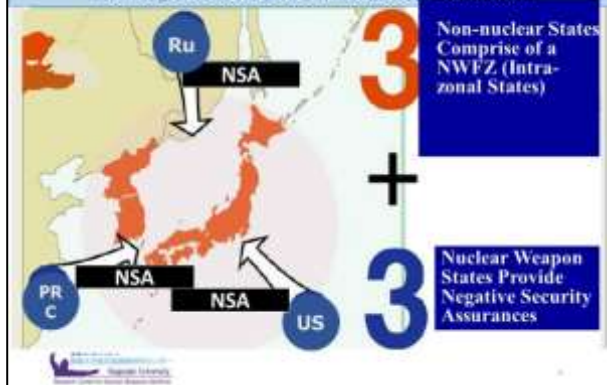 Ru
NSA
3
Non-nuclear States
Comprise of a
NWFZ (Intra-
zonal States)
+
NSA
NSA
PR
C
US
3
Nuclear Weapon
States Provide
Negative Security
Assurances
Nagasaki University